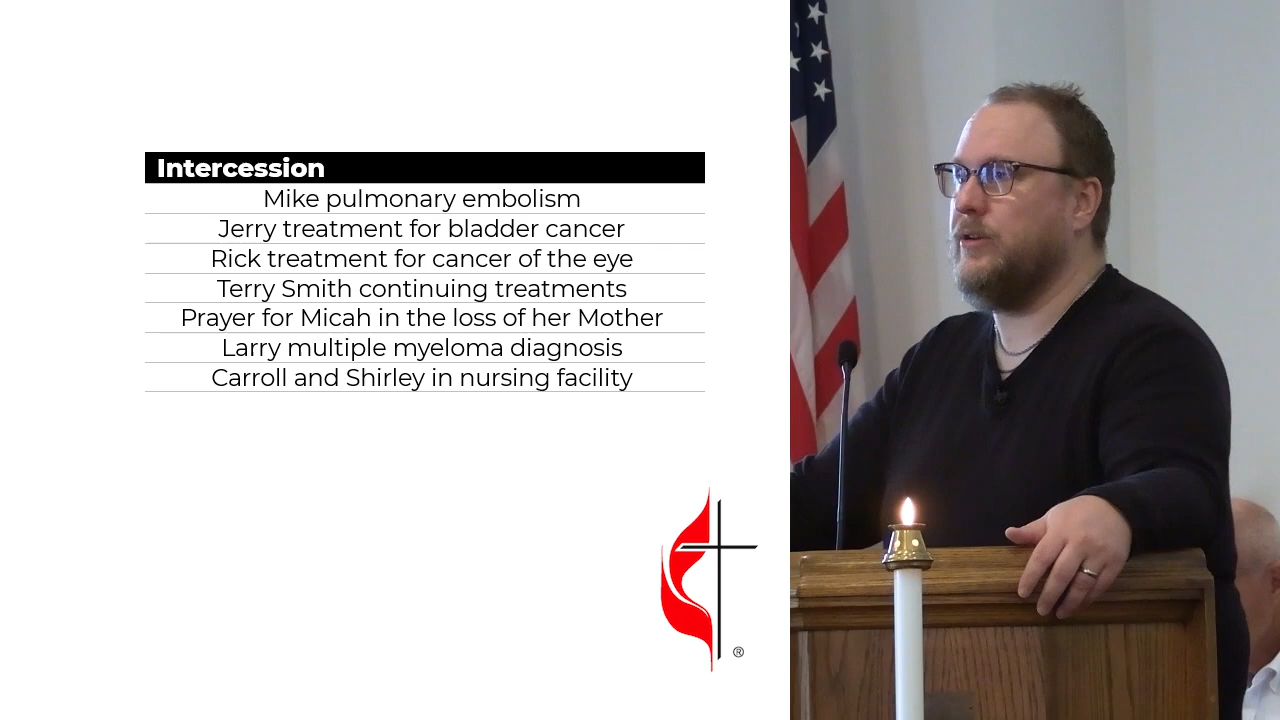 Intercession
Mike pulmonary embolism
Jerry treatment for bladder cancer
Rick treatment for cancer of the eye
Terry Smith continuing treatments
Prayer for Micah in the loss of her Mother
Larry multiple myeloma diagnosis
Carroll and Shirley in nursing facility
®